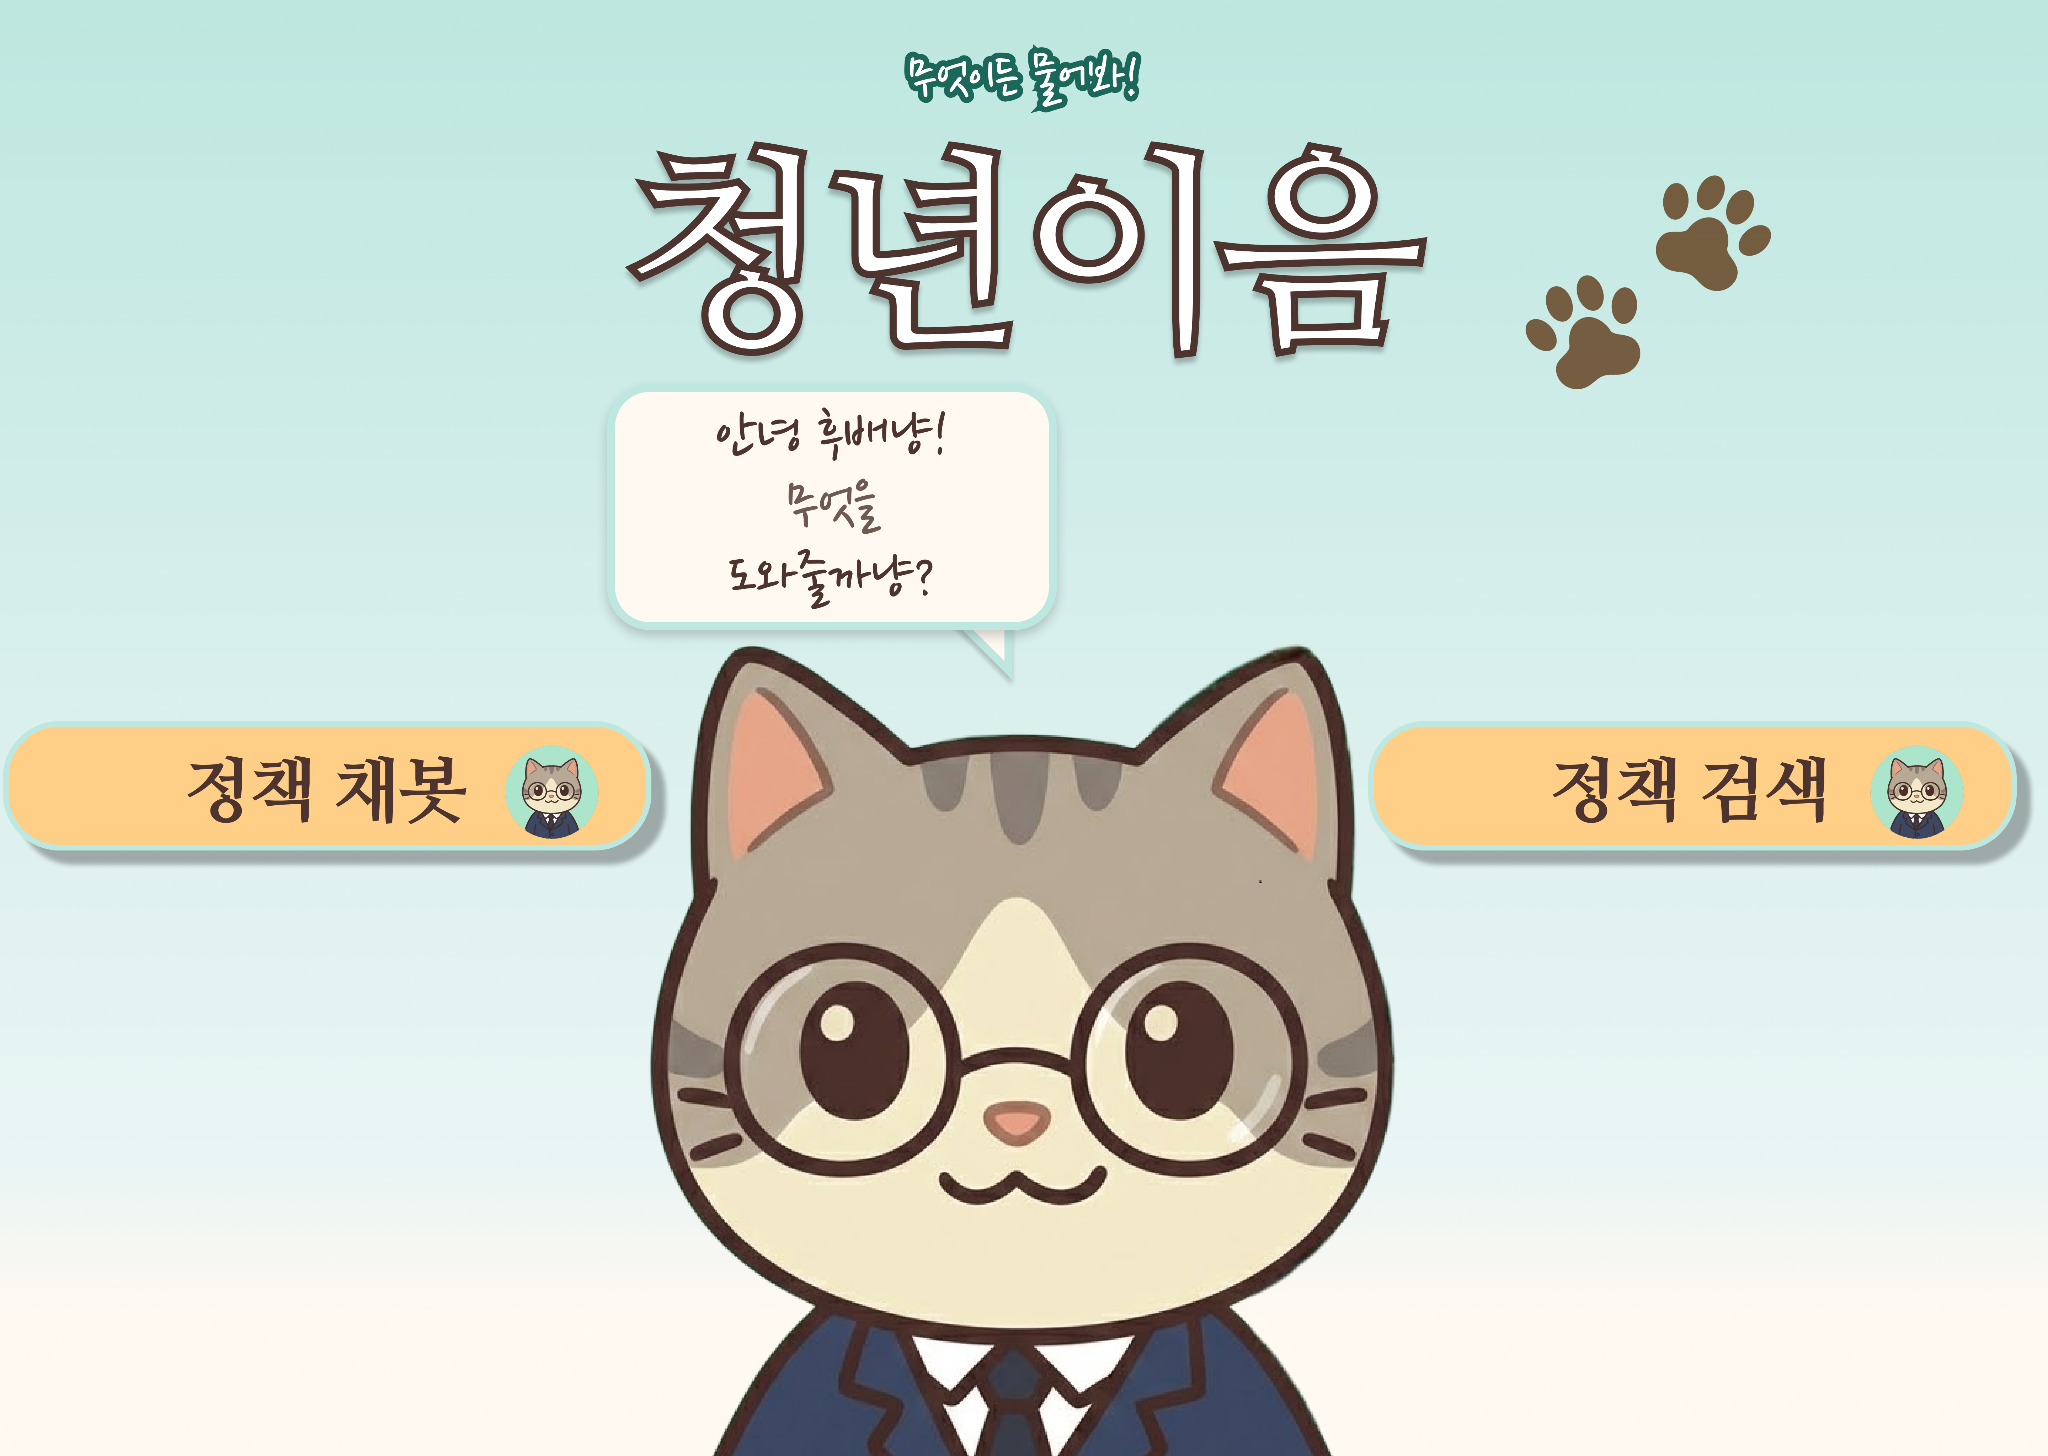 무엇이든 물어봐!
청년이음
안녕 후배냥!
무엇을
도와줄까냥?
정책 채봇
정책 검색